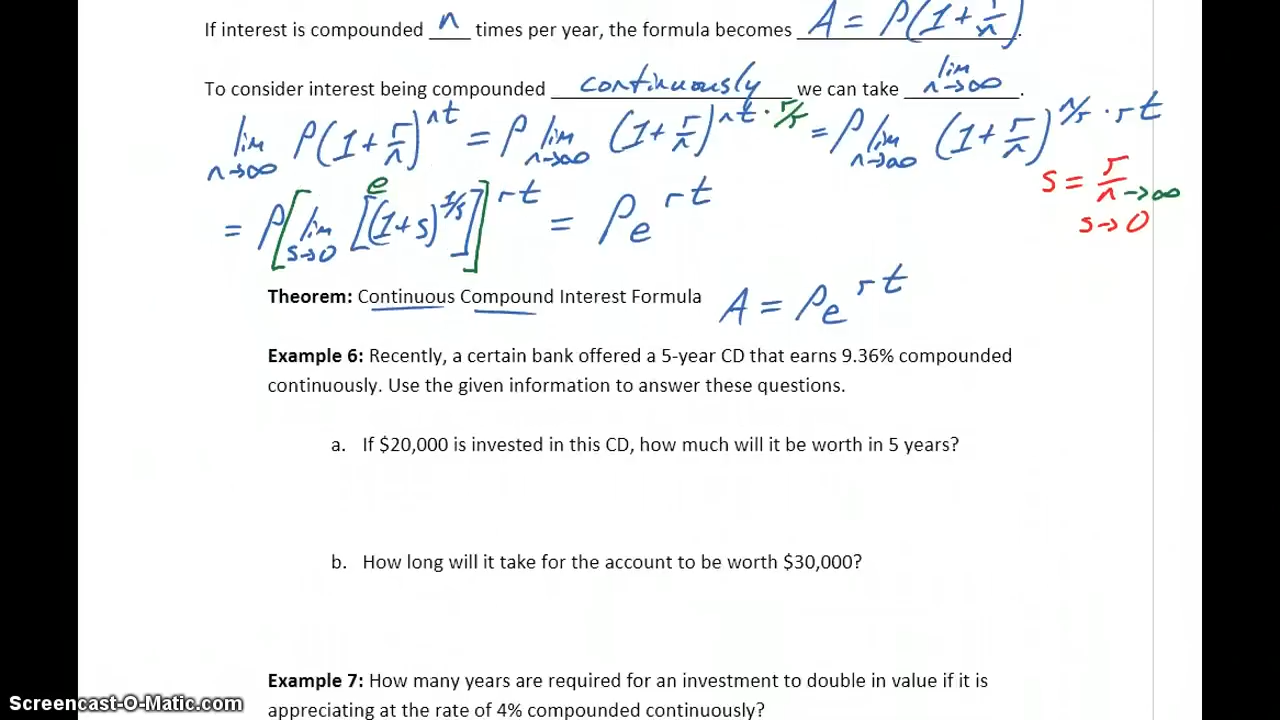 If interest is compounded n times per year, the formula becomes A = P(1 + r/n).
To consider interest being compounded continuously we can take lim n→∞.
lim n→∞ P(1 + r/n)^nt = P lim n→∞ (1 + r/n)^nt · r/r = P lim n→∞ (1 + r/n)^n/r · rt
s = r/n → ∞
s → 0
e
= P[lim s→0 [(1 + s)^1/s]]^rt = Pe^rt
Theorem: Continuous Compound Interest Formula A = Pe^rt
Example 6: Recently, a certain bank offered a 5-year CD that earns 9.36% compounded
continuously. Use the given information to answer these questions.
a. If $20,000 is invested in this CD, how much will it be worth in 5 years?
b. How long will it take for the account to be worth $30,000?
Example 7: How many years are required for an investment to double in value if it is
appreciating at the rate of 4% compounded continuously?
Screencast-O-Matic.com